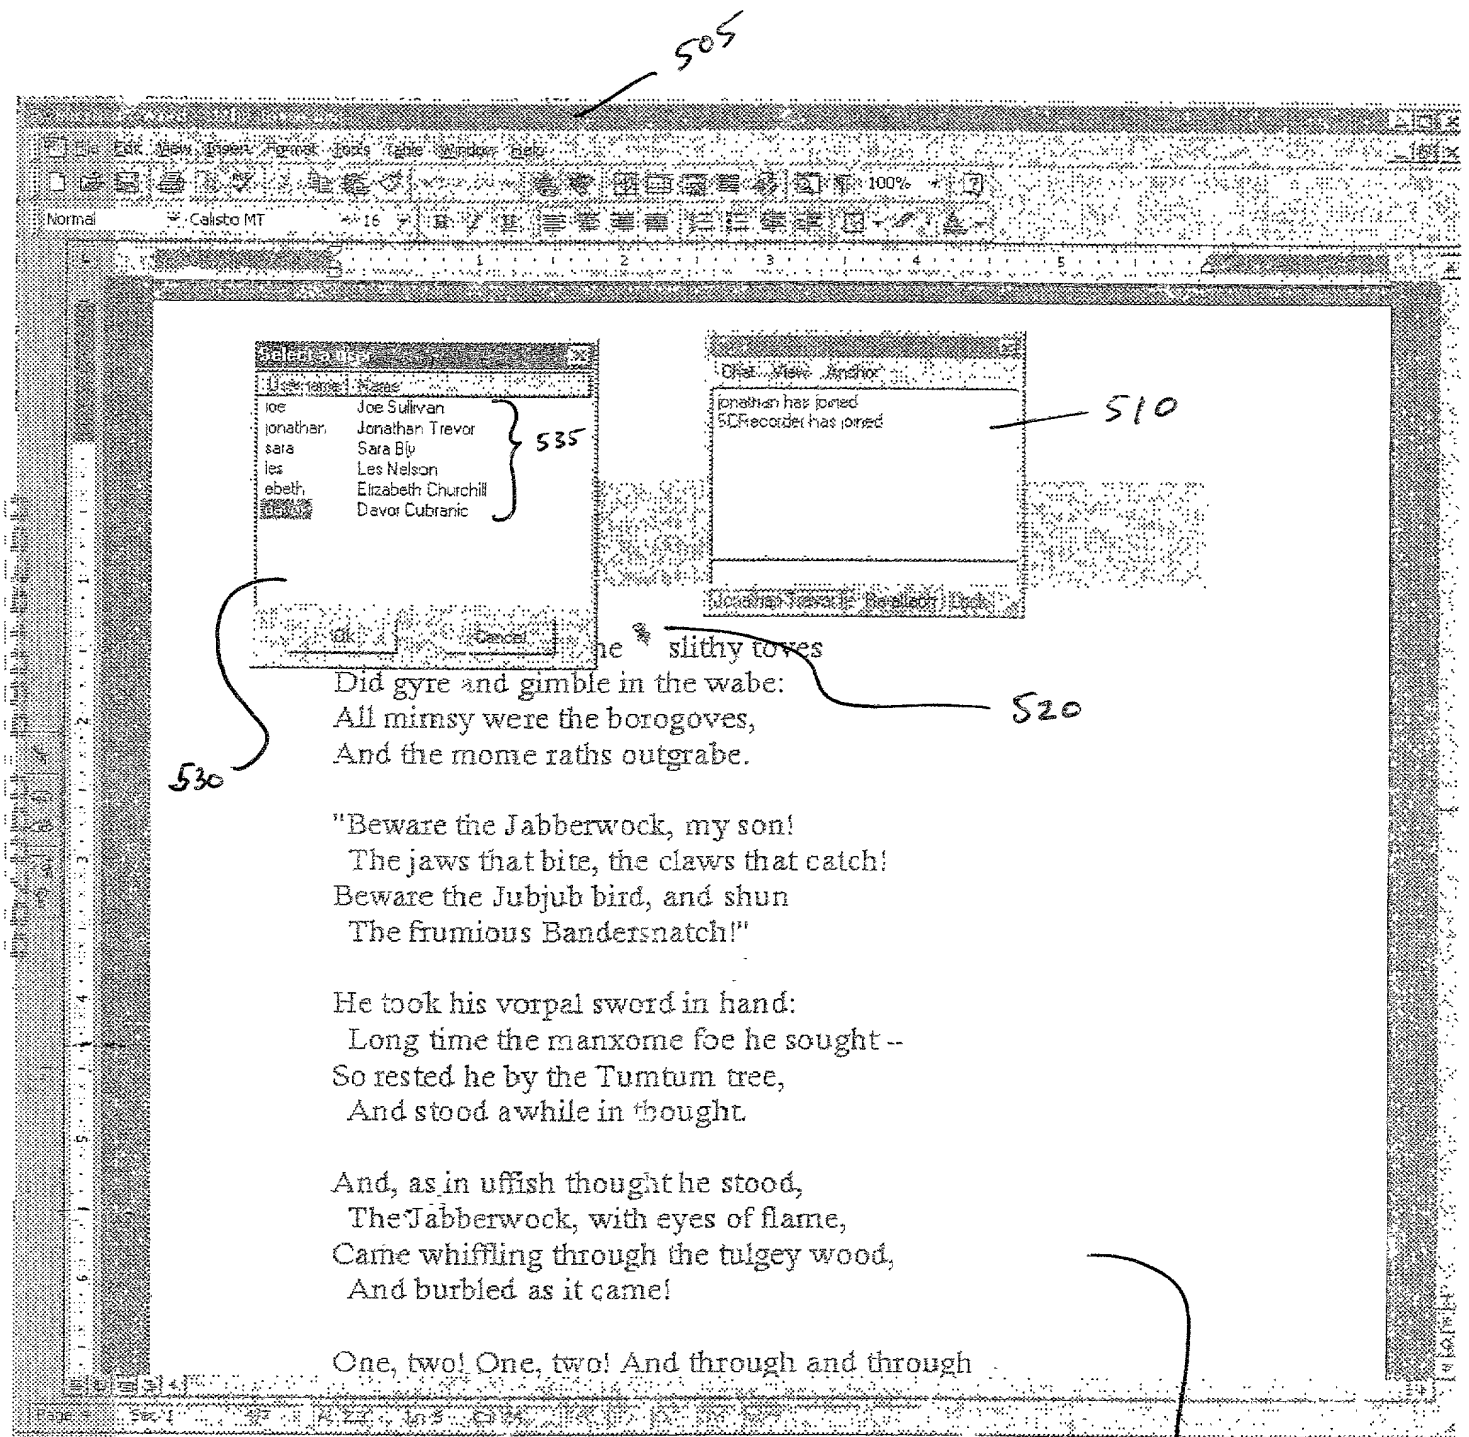 505
File Edit View Insert Format Tools Table Window Help
100%
Normal Calisto MT 16
1 2 3 4 5
Select a user
Username Name
joe Joe Sullivan
jonathan Jonathan Trevor
sara Sara Bly
les Les Nelson
ebeth Elizabeth Churchill
Davor Cubranic
535
Ok Cancel
530
Chat View Anchor
jonathan has joined
SCRecorder has joined
510
he slithy toves
520
Did gyre and gimble in the wabe:
All mimsy were the borogoves,
And the mome raths outgrabe.
"Beware the Jabberwock, my son!
The jaws that bite, the claws that catch!
Beware the Jubjub bird, and shun
The frumious Bandersnatch!"
He took his vorpal sword in hand:
Long time the manxome foe he sought --
So rested he by the Tumtum tree,
And stood awhile in thought.
And, as in uffish thought he stood,
The Jabberwock, with eyes of flame,
Came whiffling through the tulgey wood,
And burbled as it came!
One, two! One, two! And through and through